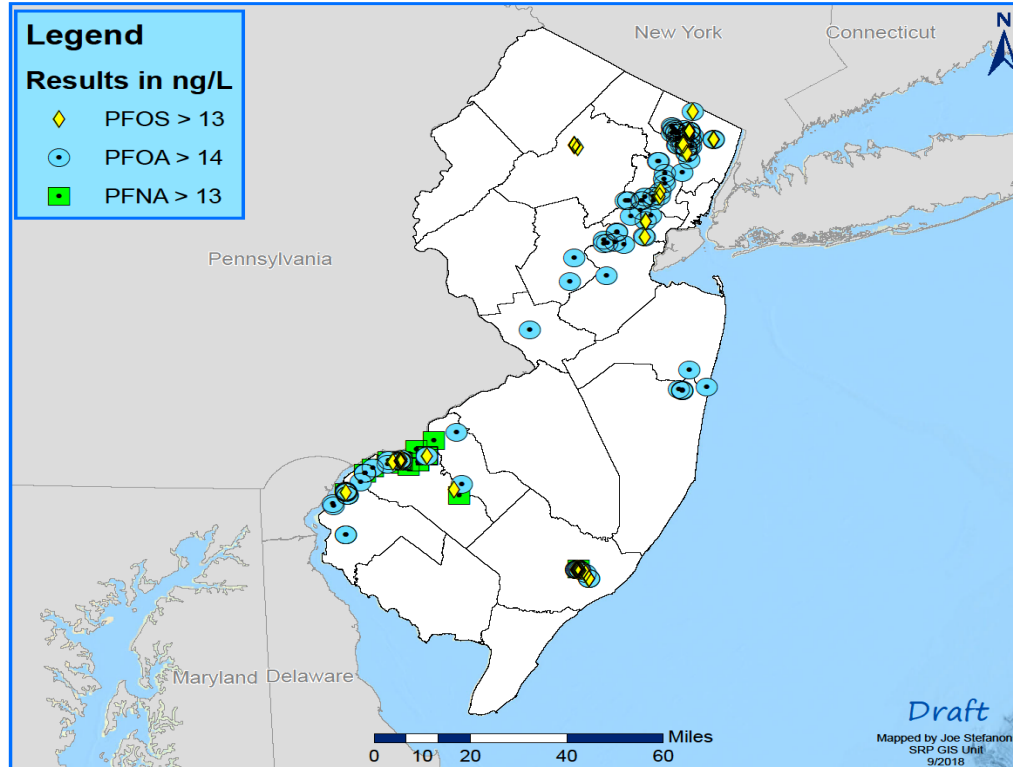 Legend
Results in ng/L
PFOS > 13
PFOA > 14
PFNA > 13
New York
Connecticut
N
Pennsylvania
Maryland
Delaware
Draft
Mapped by Joe Stefanon
SRP GIS Unit
9/2018
Miles
0
10
20
40
60